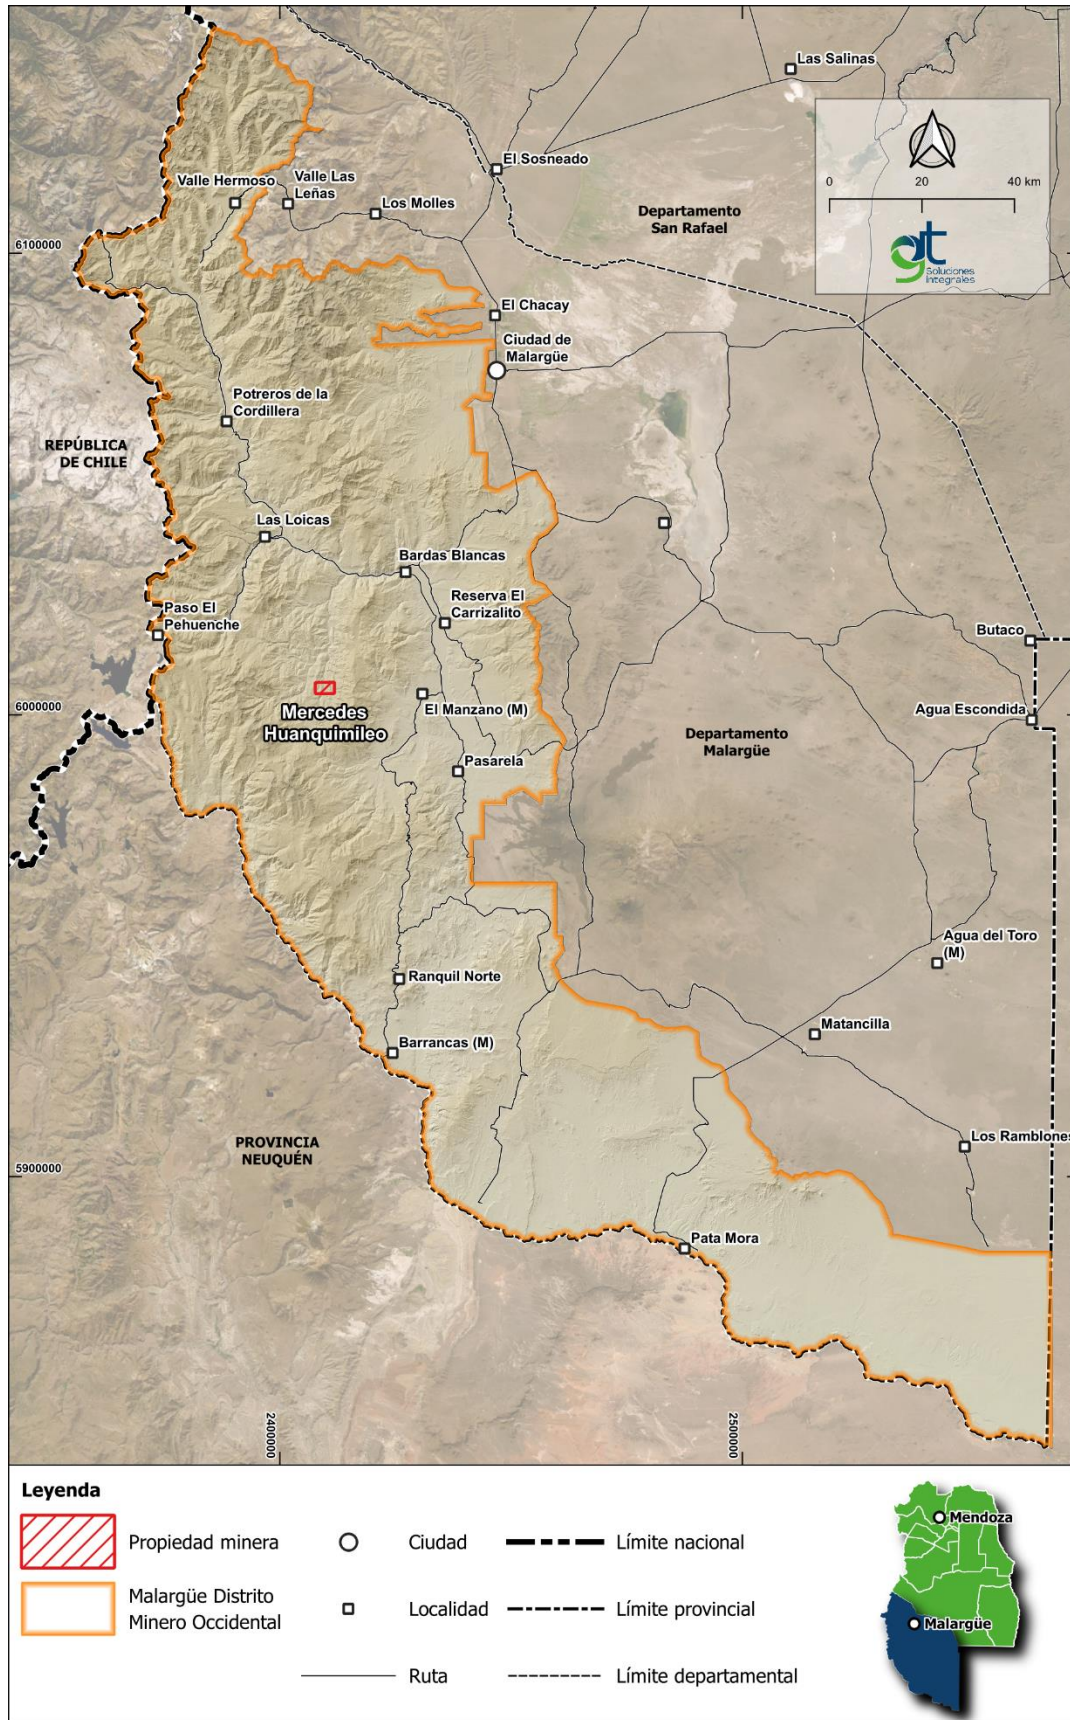 Las Salinas
0 20 40 km
gt
Soluciones
Integrales
El Sosneado
Valle Hermoso
Valle Las
Leñas
Los Molles
Departamento
San Rafael
6100000
El Chacay
Ciudad de
Malargüe
Potreros de la
Cordillera
REPÚBLICA
DE CHILE
Las Loicas
Bardas Blancas
Reserva El
Carrizalito
Paso El
Pehuenche
Butaco
Mercedes
Huanquimileo
El Manzano (M)
6000000
Agua Escondida
Departamento
Malargüe
Pasarela
Agua del Toro
(M)
Ranquil Norte
Matancilla
Barrancas (M)
PROVINCIA
NEUQUÉN
Los Ramblones
5900000
Pata Mora
2400000
2500000
Leyenda
Propiedad minera
Malargüe Distrito
Minero Occidental
Ciudad
Localidad
Ruta
Límite nacional
Límite provincial
Límite departamental
Mendoza
Malargüe